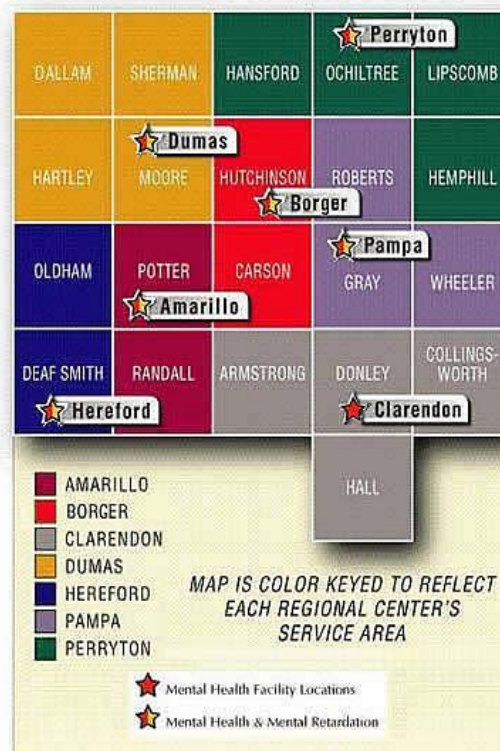 Perryton
DALLAM SHERMAN HANSFORD OCHILTREE LIPSCOMB
Dumas
HARTLEY MOORE HUTCHINSON ROBERTS HEMPHILL
Borger
Pampa
OLDHAM POTTER CARSON GRAY WHEELER
Amarillo
COLLINGS-
WORTH
DEAF SMITH RANDALL ARMSTRONG DONLEY
Hereford Clarendon
HALL
AMARILLO
BORGER
CLARENDON
DUMAS
HEREFORD
PAMPA
PERRYTON
MAP IS COLOR KEYED TO REFLECT
EACH REGIONAL CENTER'S
SERVICE AREA
Mental Health Facility Locations
Mental Health & Mental Retardation